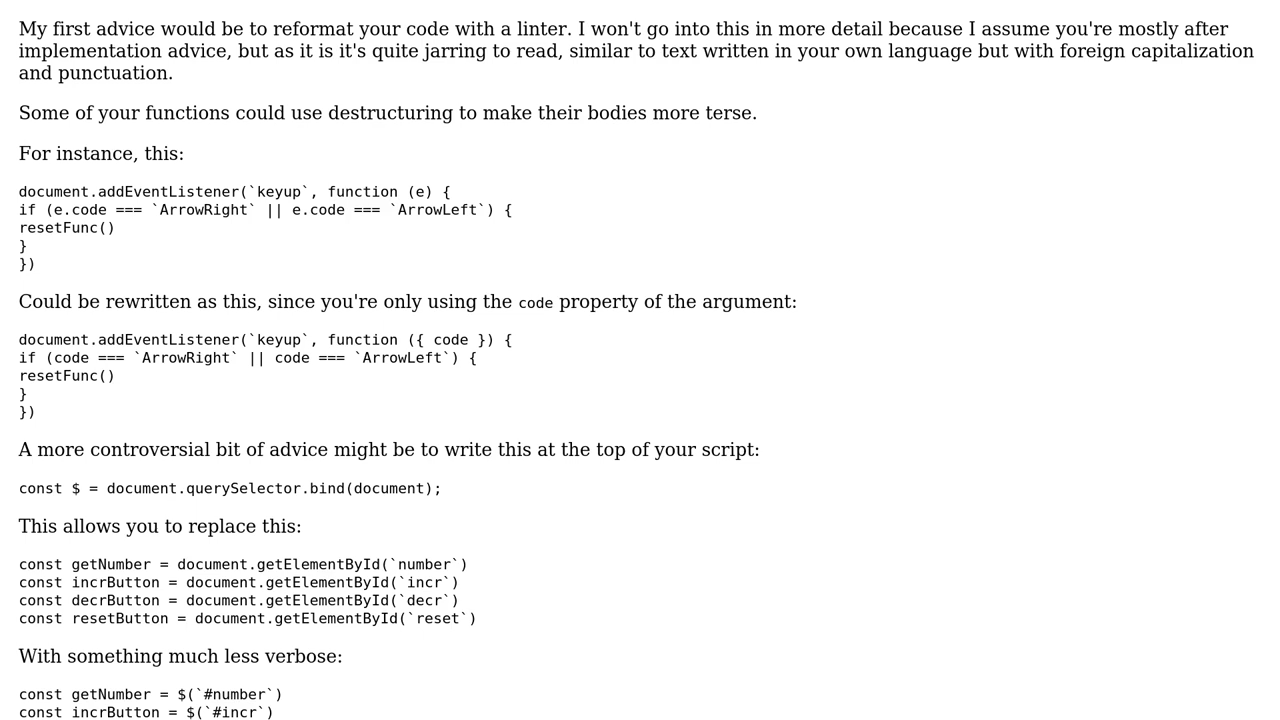 My first advice would be to reformat your code with a linter. I won't go into this in more detail because I assume you're mostly after
implementation advice, but as it is it's quite jarring to read, similar to text written in your own language but with foreign capitalization
and punctuation.
Some of your functions could use destructuring to make their bodies more terse.
For instance, this:
document.addEventListener(`keyup`, function (e) {
if (e.code === `ArrowRight` || e.code === `ArrowLeft`) {
resetFunc()
}
})
Could be rewritten as this, since you're only using the code property of the argument:
document.addEventListener(`keyup`, function ({ code }) {
if (code === `ArrowRight` || code === `ArrowLeft`) {
resetFunc()
}
})
A more controversial bit of advice might be to write this at the top of your script:
const $ = document.querySelector.bind(document);
This allows you to replace this:
const getNumber = document.getElementById(`number`)
const incrButton = document.getElementById(`incr`)
const decrButton = document.getElementById(`decr`)
const resetButton = document.getElementById(`reset`)
With something much less verbose:
const getNumber = $(`#number`)
const incrButton = $(`#incr`)